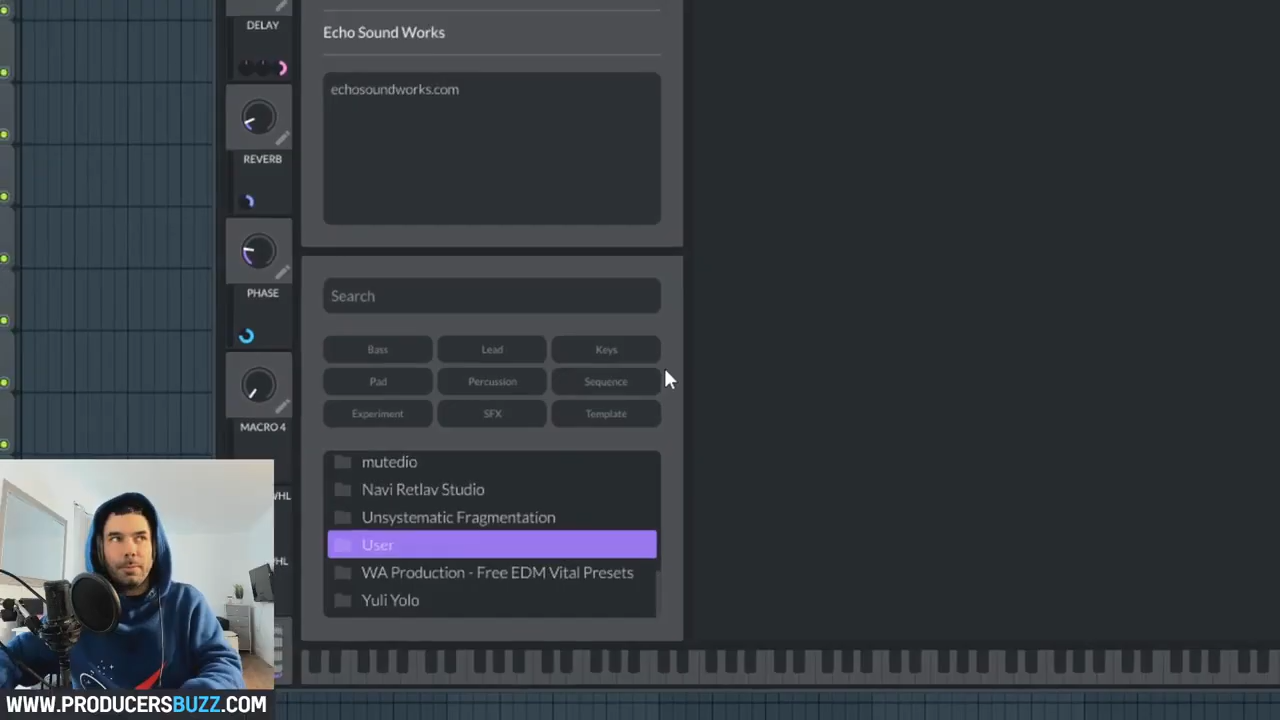 DELAY
Echo Sound Works
echosoundworks.com
REVERB
PHASE
MACRO 4
Search
Bass
Lead
Keys
Pad
Percussion
Sequence
Experiment
SFX
Template
mutedio
Navi Retlav Studio
Unsystematic Fragmentation
User
WA Production - Free EDM Vital Presets
Yuli Yolo
WWW.PRODUCERSBUZZ.COM